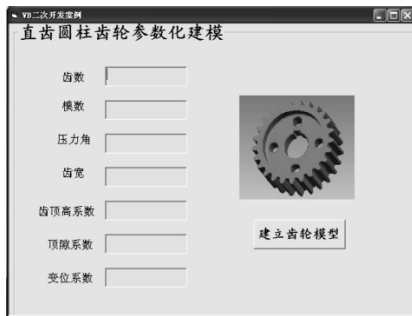 VB二次开发案例
直齿圆柱齿轮参数化建模
齿数
模数
压力角
齿宽
齿顶高系数
顶隙系数
变位系数
建立齿轮模型